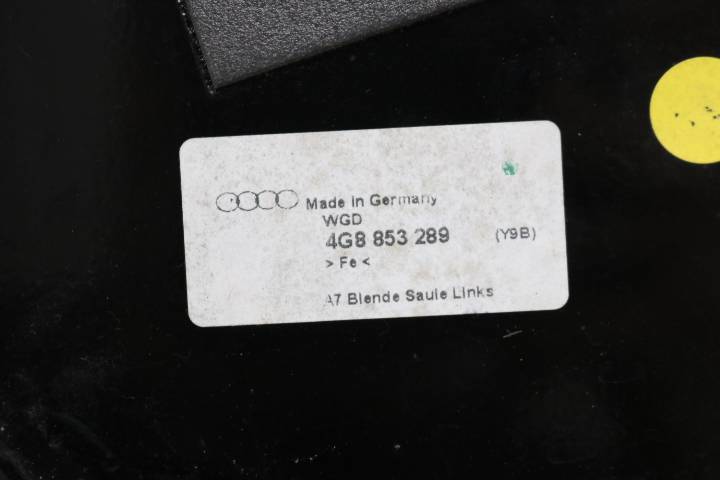 Made in Germany
WGD
4G8 853 289 (Y9B)
> Fe <
A7 Blende Saule Links